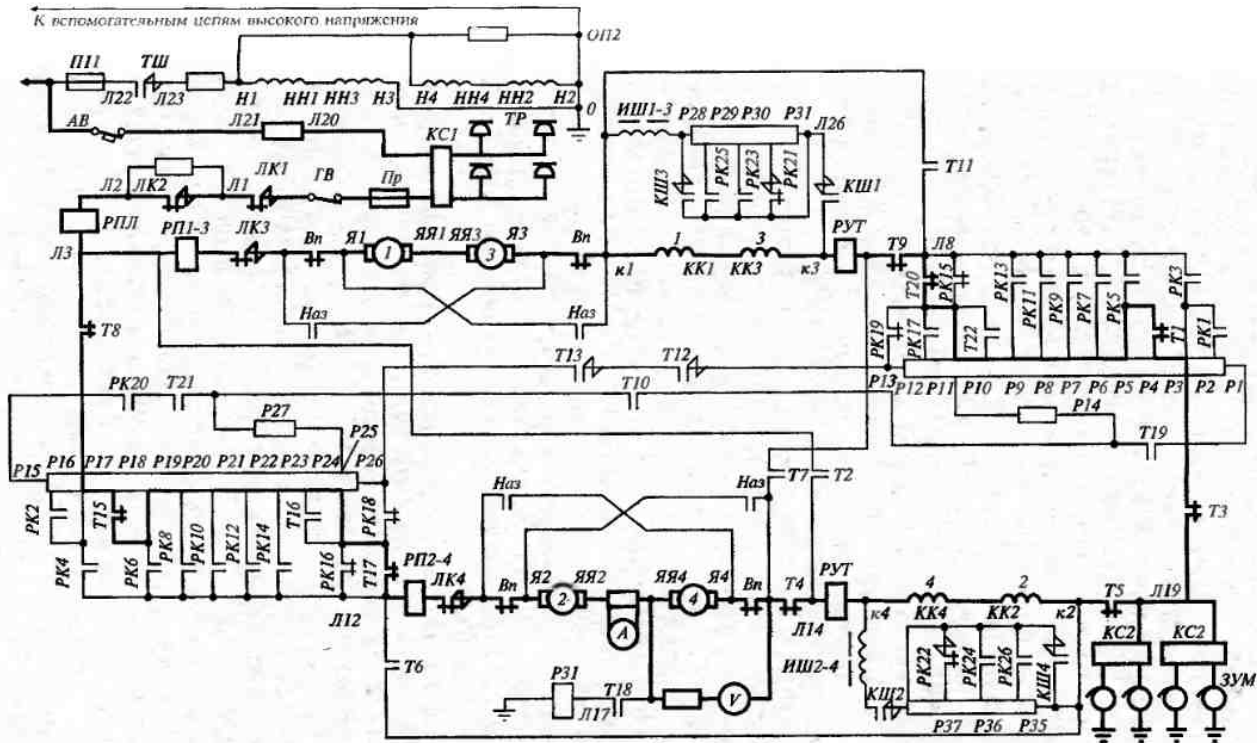 К вспомогательным цепям высокого напряжения
ОП2
П11 ТШ
Л22 Л23 Н1 НН1 НН3 Н3 Н4 НН4 НН2 Н2
0
АВ Л21 Л20 КС1 ТР
ИШ1-3 Р28 Р29 Р30 Р31 Л26
Л2 ЛК2 Л1 ЛК1 ГВ Пр
КШ3 РК25 РК23 РК21 КШ1
Т11
РПЛ РП1-3 ЛК3
Л3 Вп Я1 ЯЯ1 ЯЯ3 Я3 Вп
1 3
1 3 РУТ
к1 КК1 КК3 к3
Т9 Л8
Т20 РК15 РК13 РК11 РК9 РК7 РК5 РК3
Наз Наз
Т8
РК19 РК17 Т22 Т1 РК1
Т13 Т12
Р13 Р12 Р11 Р10 Р9 Р8 Р7 Р6 Р5 Р4 Р3 Р2 Р1
РК20 Т21 Т10
Р27 Р14
Р25 Т19
Р15 Р16 Р17 Р18 Р19 Р20 Р21 Р22 Р23 Р24 Р26
Наз Наз Т7 Т2
РК2 Т15 Т16 РК18
Т3
РК4 РК6 РК8 РК10 РК12 РК14 РК16 Т17
РП2-4 ЛК4 Вп Я2 ЯЯ2 ЯЯ4 Я4 Вп Т4 РУТ
2 4
4 2
Л12 А Л14 к4 КК4 КК2 к2 Т5 Л19
КС2 КС2
Т6 ИШ2-4
РК22 РК24 РК26 КШ4
Р31 Т18
Л17 V
КШ2 ЗУМ
Р37 Р36 Р35